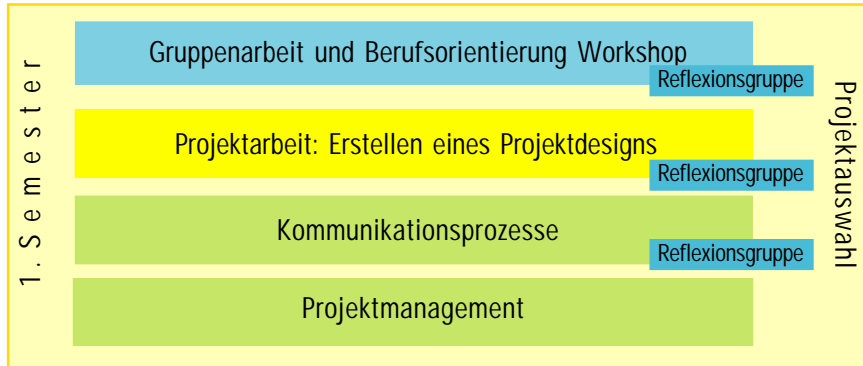 1. Semester
Gruppenarbeit und Berufsorientierung Workshop
Reflexionsgruppe
Projektarbeit: Erstellen eines Projektdesigns
Reflexionsgruppe
Kommunikationsprozesse
Reflexionsgruppe
Projektmanagement
Projektauswahl